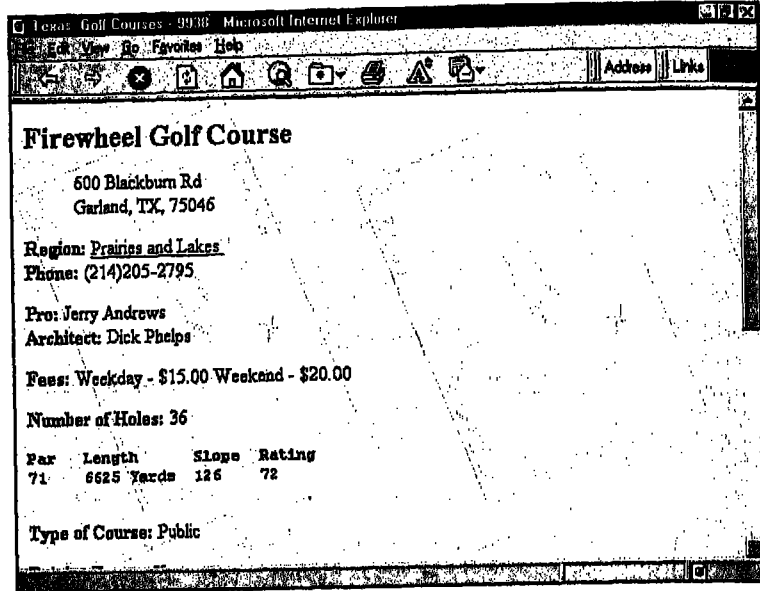 Texas Golf Courses - 9938 Microsoft Internet Explorer
Edit View Go Favorites Help
Address Links
Firewheel Golf Course
600 Blackburn Rd
Garland, TX, 75046
Region: Prairies and Lakes
Phone: (214)205-2795
Pro: Jerry Andrews
Architect: Dick Phelps
Fees: Weekday - $15.00 Weekend - $20.00
Number of Holes: 36
Par Length Slope Rating
71 6625 Yards 126 72
Type of Course: Public